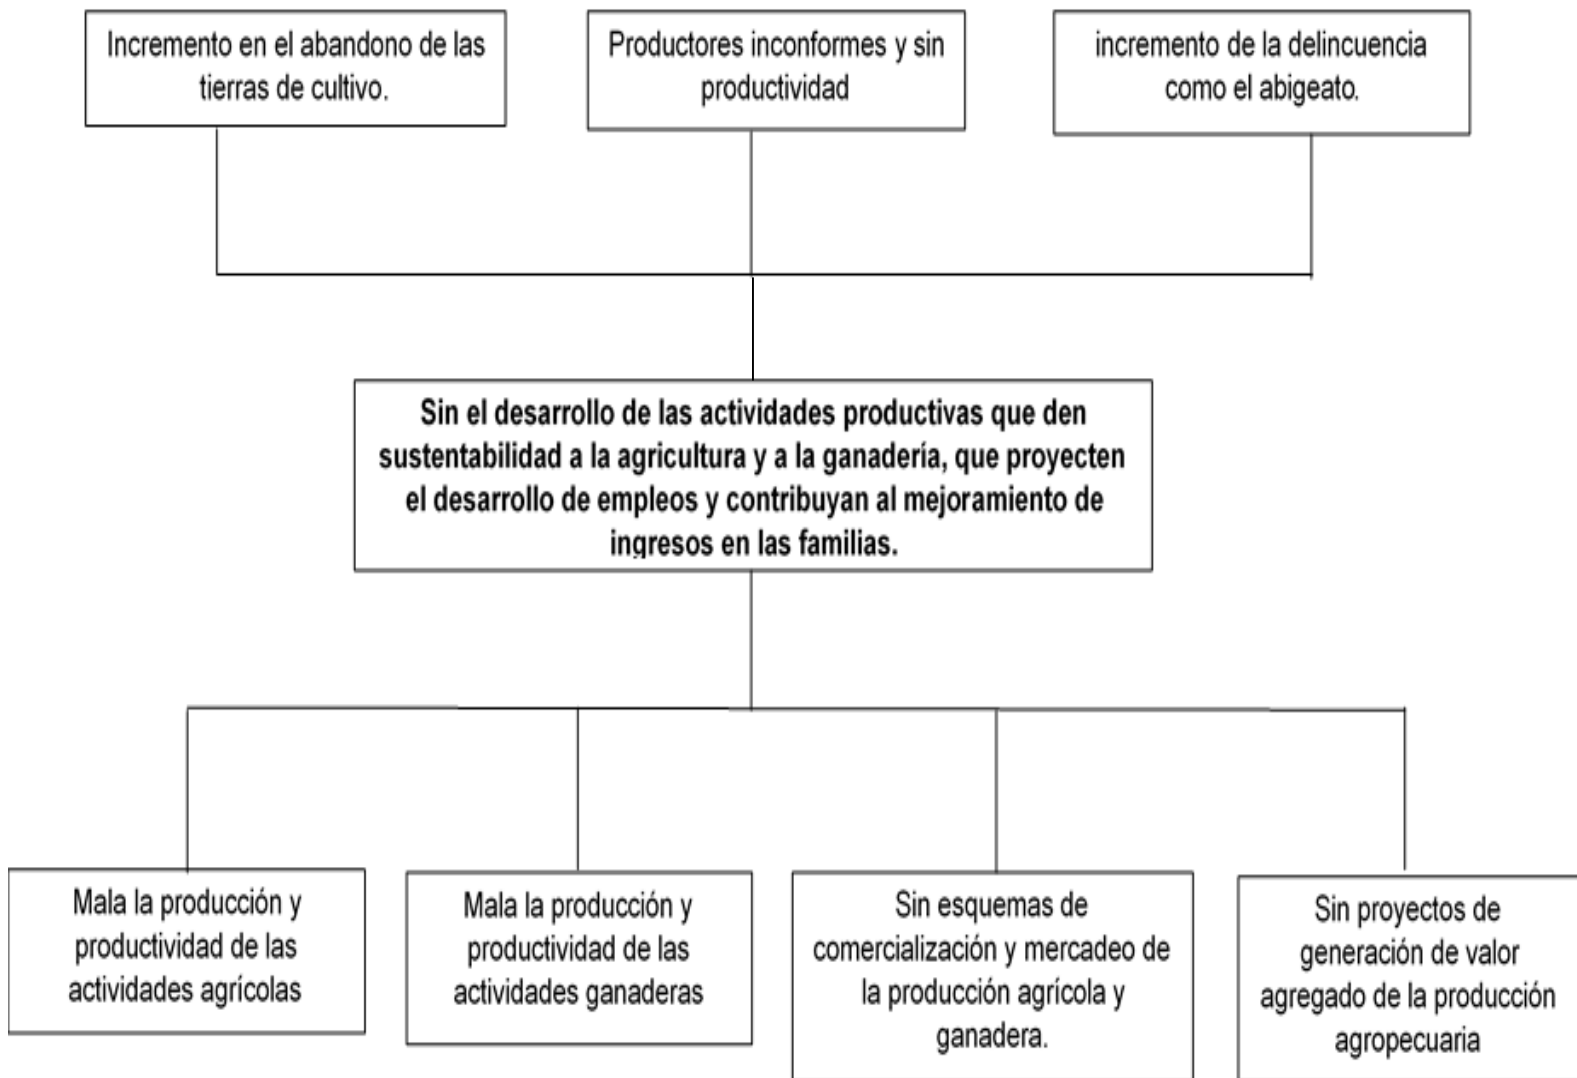 Incremento en el abandono de las
tierras de cultivo.
Productores inconformes y sin
productividad
incremento de la delincuencia
como el abigeato.
Sin el desarrollo de las actividades productivas que den
sustentabilidad a la agricultura y a la ganadería, que proyecten
el desarrollo de empleos y contribuyan al mejoramiento de
ingresos en las familias.
Mala la producción y
productividad de las
actividades agrícolas
Mala la producción y
productividad de las
actividades ganaderas
Sin esquemas de
comercialización y mercadeo de
la producción agrícola y
ganadera.
Sin proyectos de
generación de valor
agregado de la producción
agropecuaria